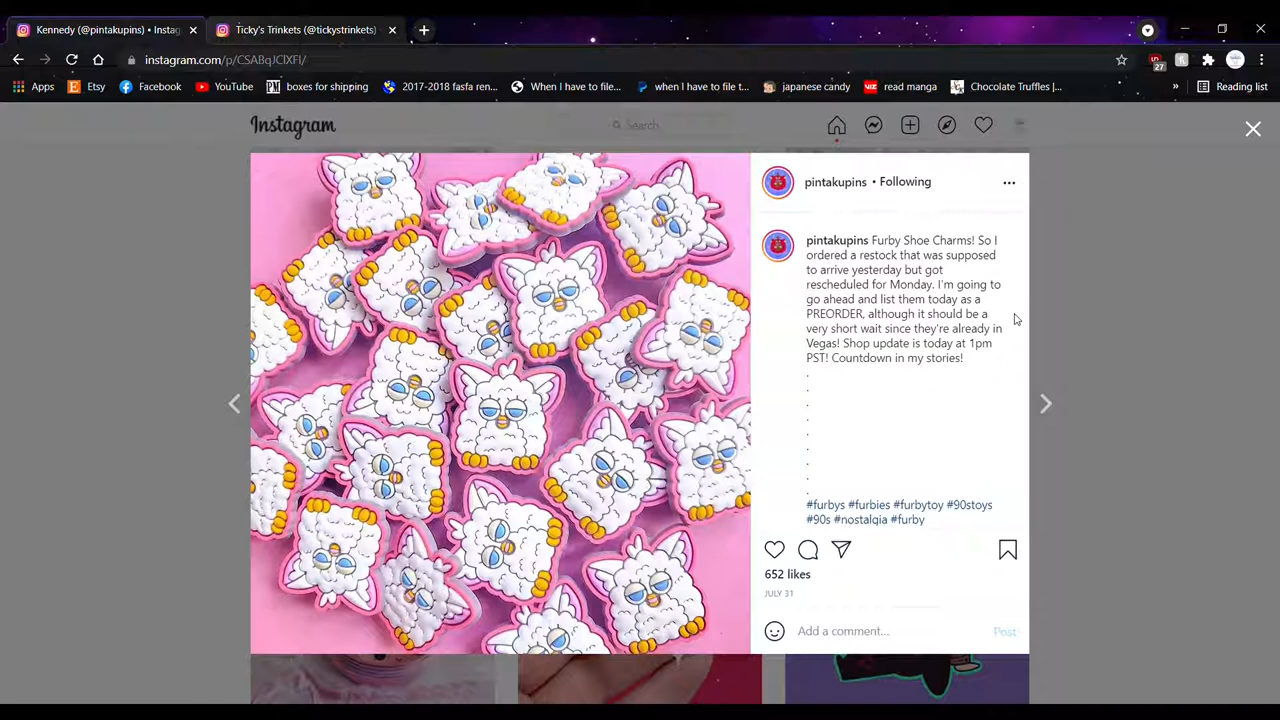 Kennedy (@pintakupins) • Instag
Ticky's Trinkets (@tickystrinkets)
instagram.com/p/CSABqJClXFI/
27
Apps
Etsy
Facebook
YouTube
boxes for shipping
2017-2018 fasfa ren...
When I have to file...
when I have to file t...
japanese candy
read manga
Chocolate Truffles |...
»
Reading list
Instagram
Search
pintakupins • Following
pintakupins Furby Shoe Charms! So I
ordered a restock that was supposed
to arrive yesterday but got
rescheduled for Monday. I'm going to
go ahead and list them today as a
PREORDER, although it should be a
very short wait since they're already in
Vegas! Shop update is today at 1pm
PST! Countdown in my stories!
.
.
.
.
.
.
.
.
.
#furbys #furbies #furbytoy #90stoys
#90s #nostalgia #furby
652 likes
JULY 31
Add a comment...
Post